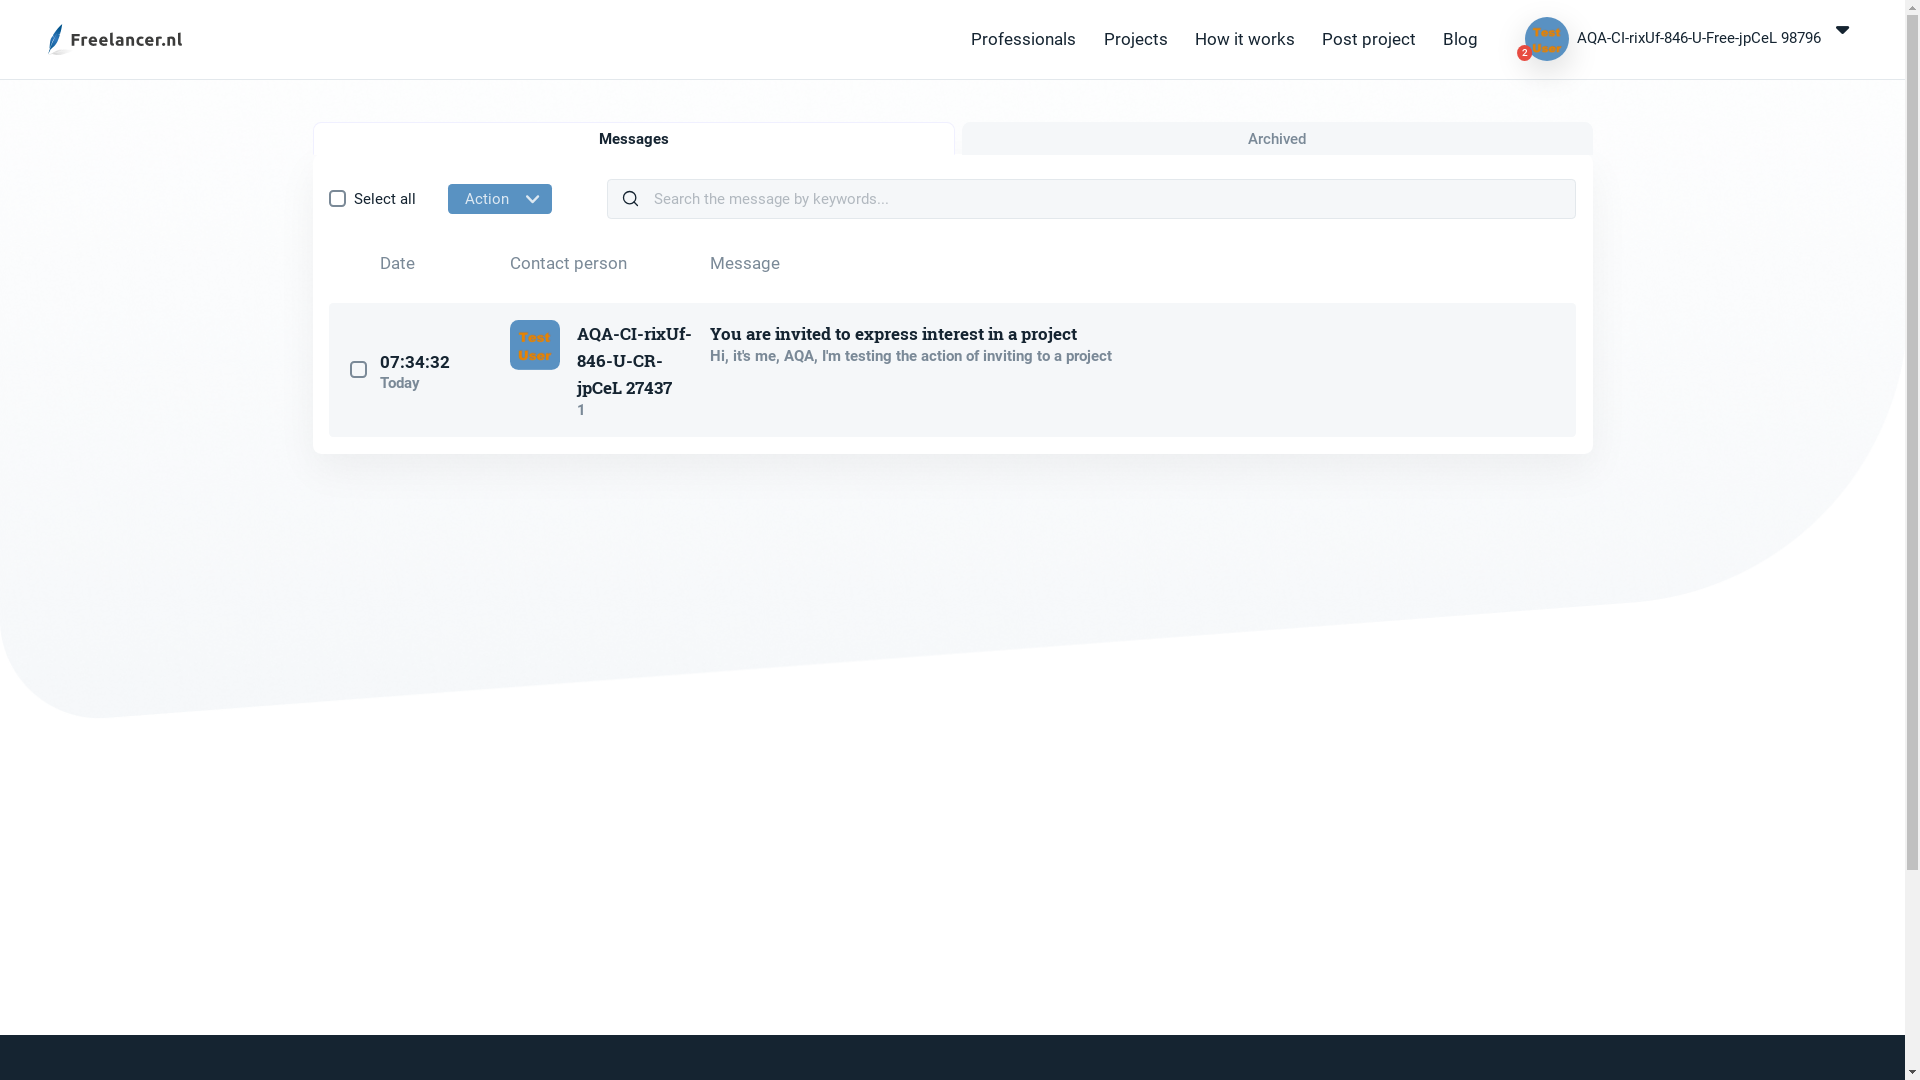 Freelancer.nl
Professionals
Projects
How it works
Post project
Blog
Test
User
2
AQA-CI-rixUf-846-U-Free-jpCeL 98796
Messages
Archived
Select all
Action
Search the message by keywords...
Date
Contact person
Message
07:34:32
Today
Test
User
AQA-CI-rixUf-
846-U-CR-
jpCeL 27437
1
You are invited to express interest in a project
Hi, it's me, AQA, I'm testing the action of inviting to a project